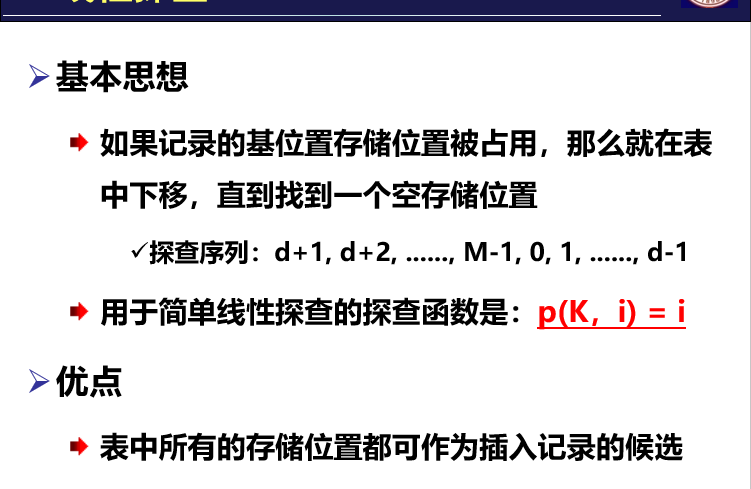 基本思想
如果记录的基位置存储位置被占用，那么就在表
中下移，直到找到一个空存储位置
✓探查序列：d+1, d+2, ......, M-1, 0, 1, ......, d-1
用于简单线性探查的探查函数是：p(K，i) = i
优点
表中所有的存储位置都可作为插入记录的候选